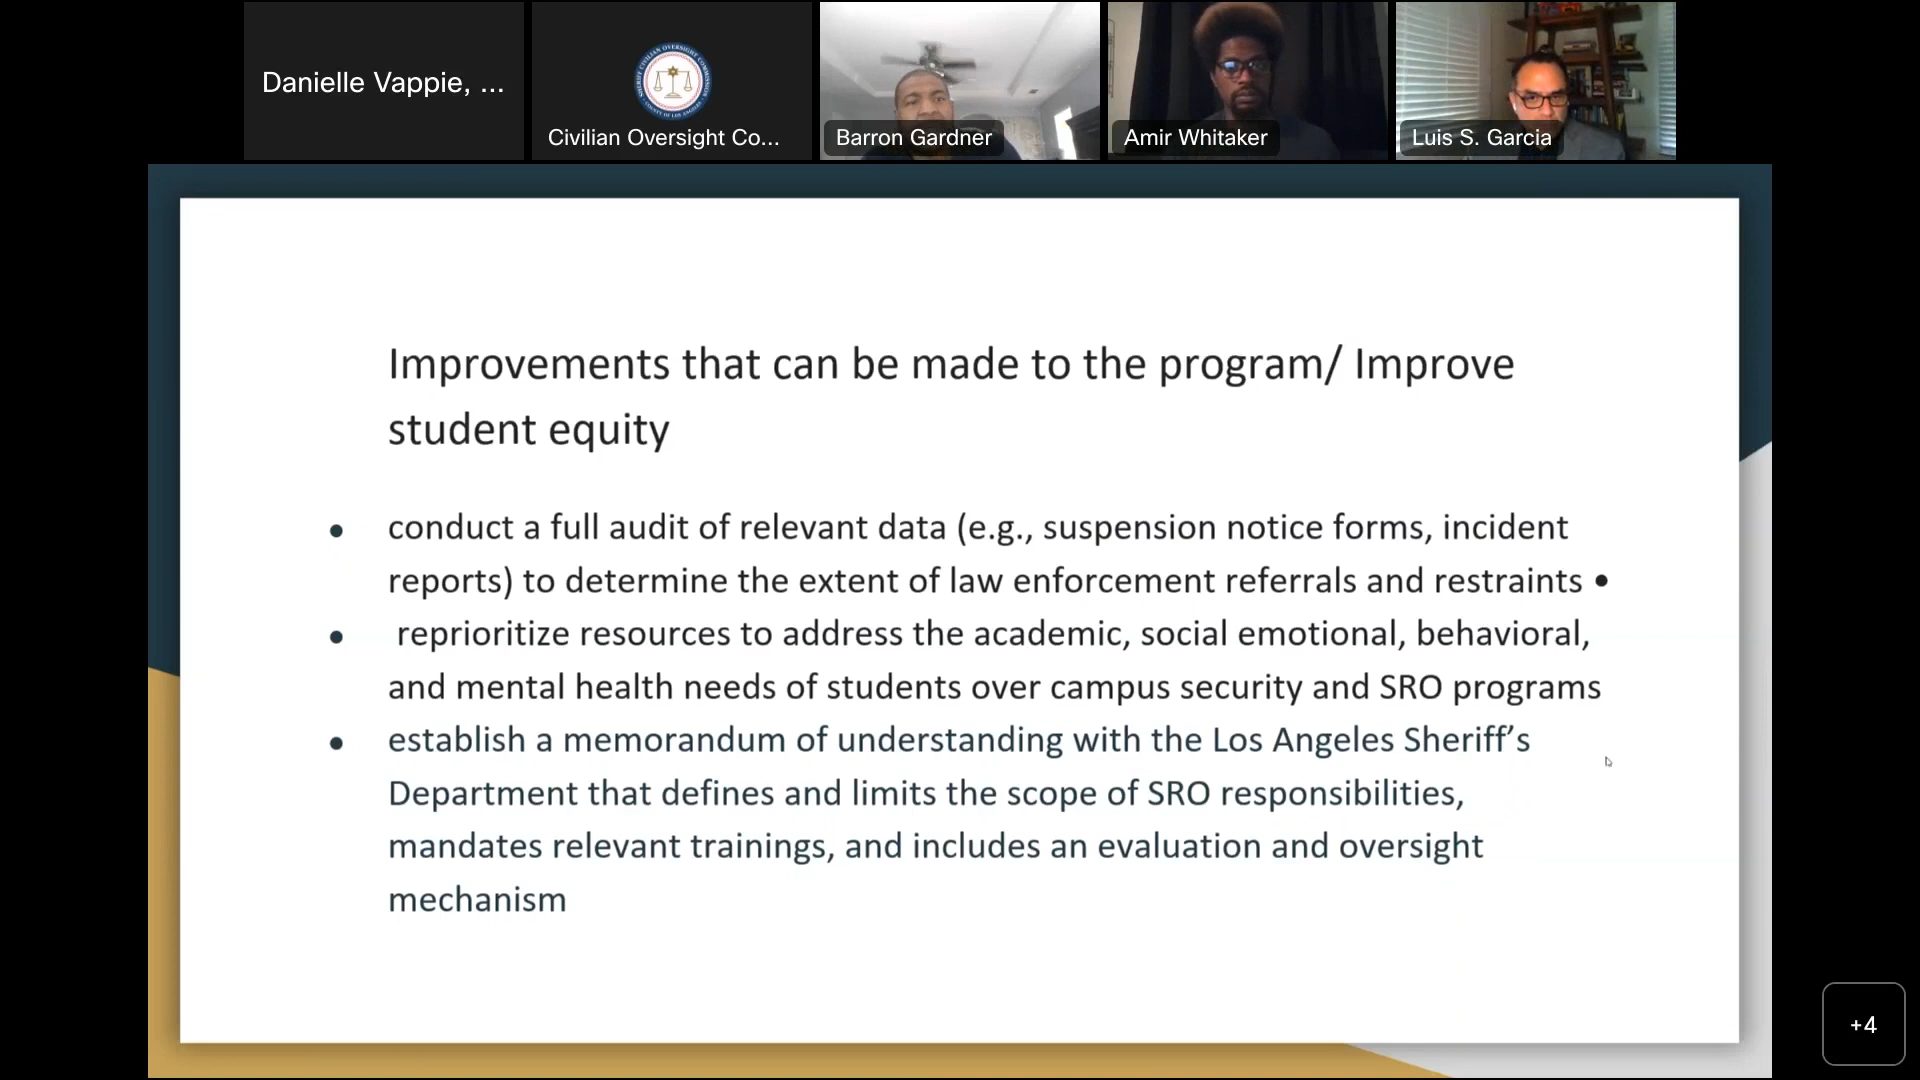 Danielle Vappie, ...
Civilian Oversight Co...
Barron Gardner
Amir Whitaker
Luis S. Garcia
Improvements that can be made to the program/ Improve
student equity
• conduct a full audit of relevant data (e.g., suspension notice forms, incident
reports) to determine the extent of law enforcement referrals and restraints •
• reprioritize resources to address the academic, social emotional, behavioral,
and mental health needs of students over campus security and SRO programs
• establish a memorandum of understanding with the Los Angeles Sheriff’s
Department that defines and limits the scope of SRO responsibilities,
mandates relevant trainings, and includes an evaluation and oversight
mechanism
+4